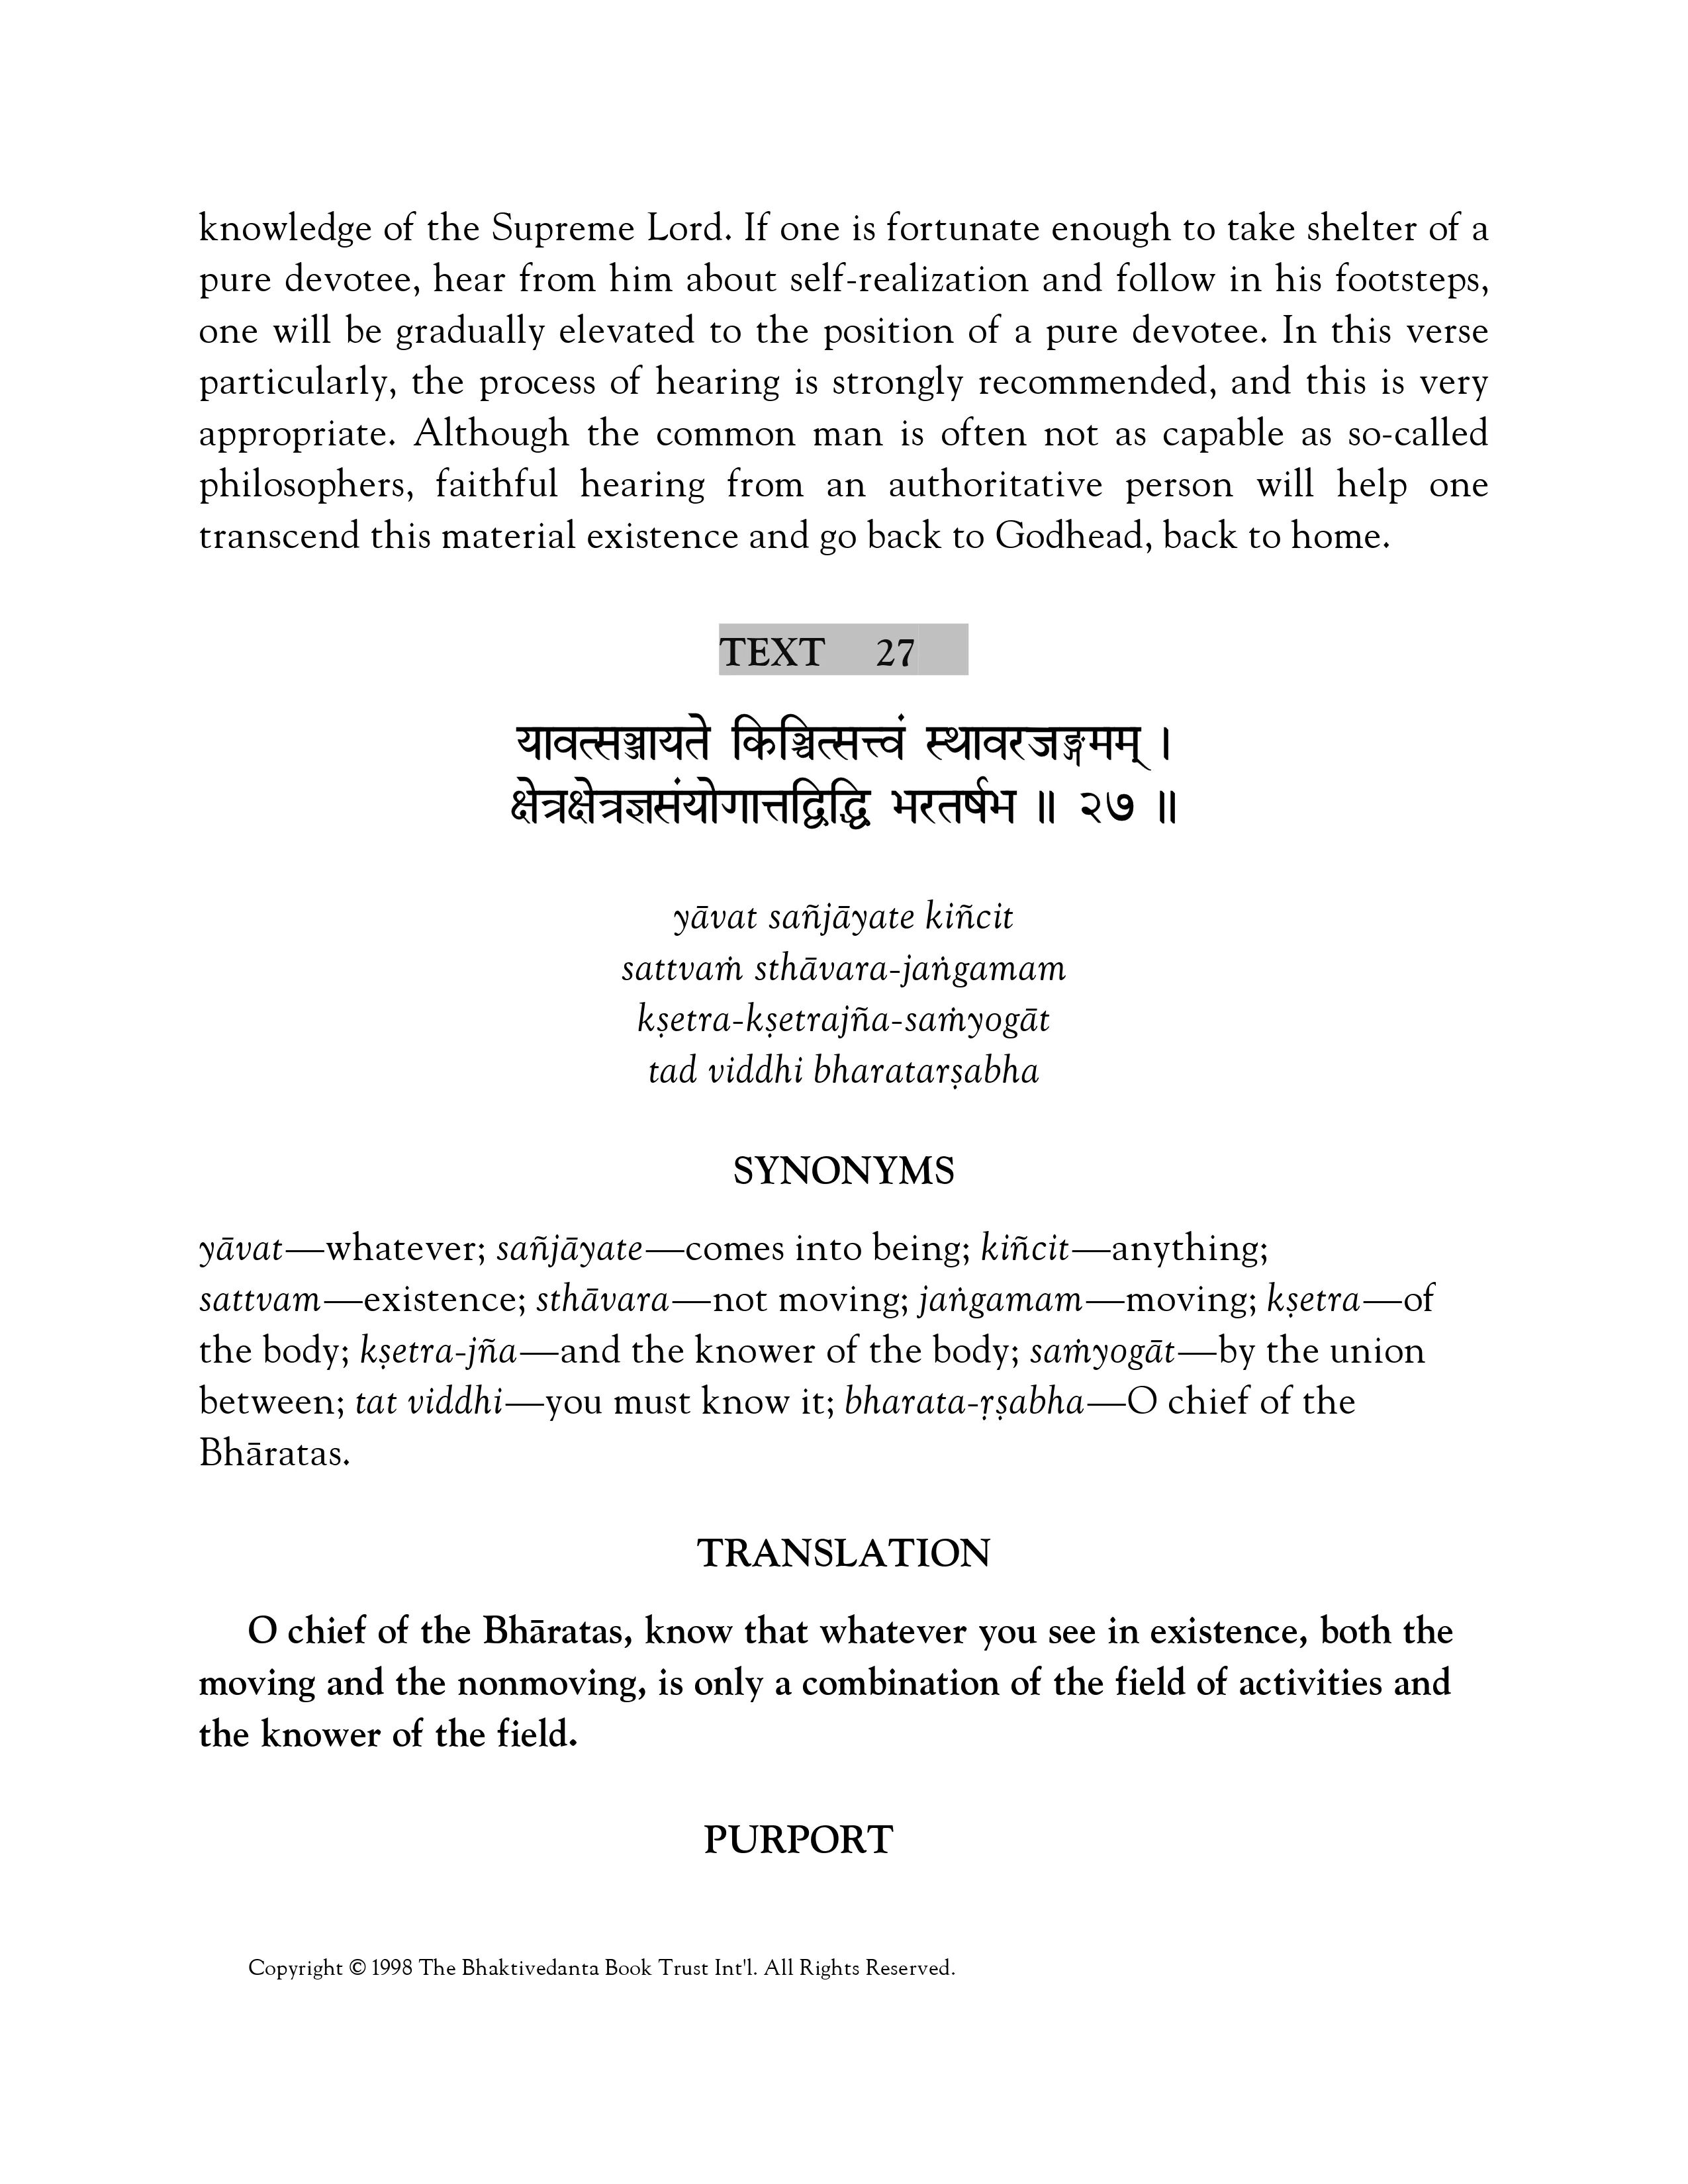 knowledge of the Supreme Lord. If one is fortunate enough to take shelter of a
pure devotee, hear from him about self-realization and follow in his footsteps,
one will be gradually elevated to the position of a pure devotee. In this verse
particularly, the process of hearing is strongly recommended, and this is very
appropriate. Although the common man is often not as capable as so-called
philosophers, faithful hearing from an authoritative person will help one
transcend this material existence and go back to Godhead, back to home.
TEXT 27
यावत्सञ्जायते किञ्चित्सत्त्वं स्थावरजङ्गमम् ।
क्षेत्रक्षेत्रज्ञसंयोगात्तद्विद्धि भरतर्षभ ॥ २७ ॥
yāvat sañjāyate kiñcit
sattvaṁ sthāvara-jaṅgamam
kṣetra-kṣetrajña-saṁyogāt
tad viddhi bharatarṣabha
SYNONYMS
yāvat—whatever; sañjāyate—comes into being; kiñcit—anything;
sattvam—existence; sthāvara—not moving; jaṅgamam—moving; kṣetra—of
the body; kṣetra-jña—and the knower of the body; saṁyogāt—by the union
between; tat viddhi—you must know it; bharata-ṛṣabha—O chief of the
Bhāratas.
TRANSLATION
O chief of the Bhāratas, know that whatever you see in existence, both the
moving and the nonmoving, is only a combination of the field of activities and
the knower of the field.
PURPORT
Copyright © 1998 The Bhaktivedanta Book Trust Int'l. All Rights Reserved.